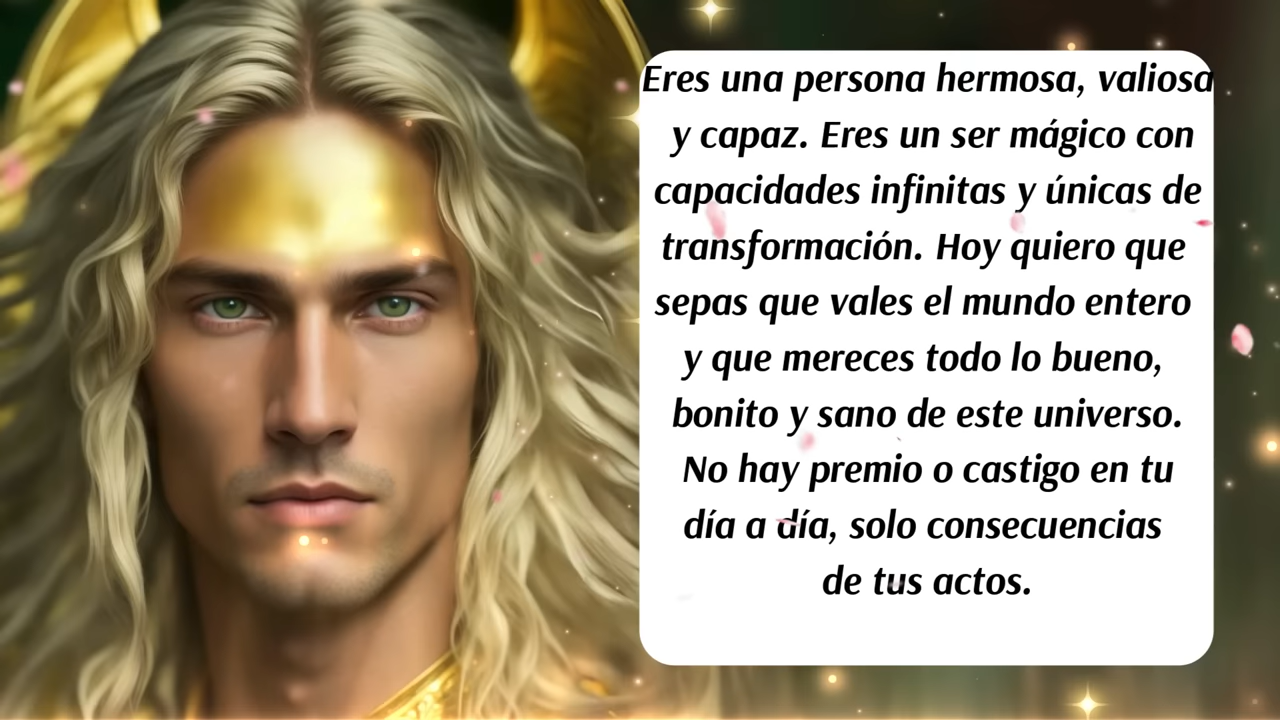 Eres una persona hermosa, valiosa
y capaz. Eres un ser mágico con
capacidades infinitas y únicas de
transformación. Hoy quiero que
sepas que vales el mundo entero
y que mereces todo lo bueno,
bonito y sano de este universo.
No hay premio o castigo en tu
día a día, solo consecuencias
de tus actos.